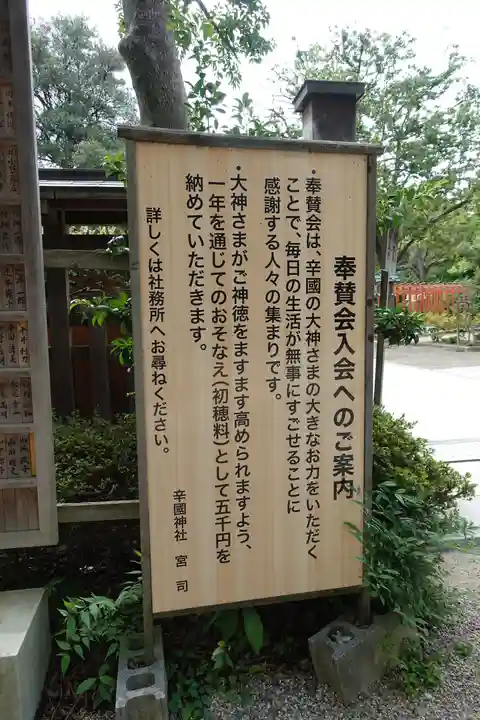 奉賛会入会へのご案内
・奉賛会は、辛國の大神さまの大きなお力をいただく
ことで、毎日の生活が無事にすごせることに
感謝する人々の集まりです。
・大神さまがご神徳をますます高められますよう、
一年を通じてのおそなえ(初穂料)として五千円を
納めていただきます。
詳しくは社務所へお尋ねください。
辛國神社 宮司